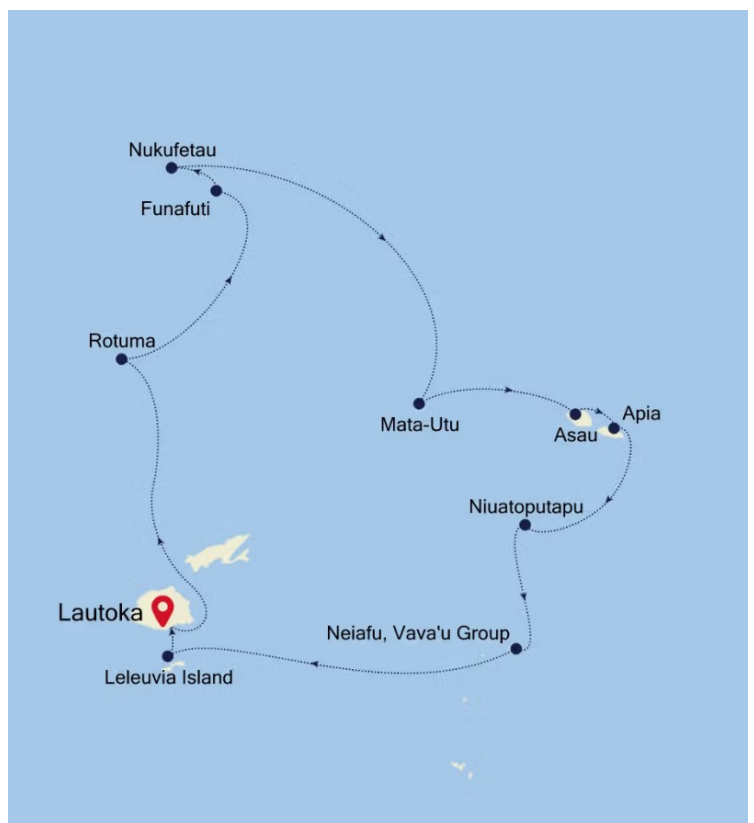 Nukufetau
Funafuti
Rotuma
Mata-Utu
Apia
Asau
Niuatoputapu
Lautoka
Neiafu, Vava'u Group
Leleuvia Island